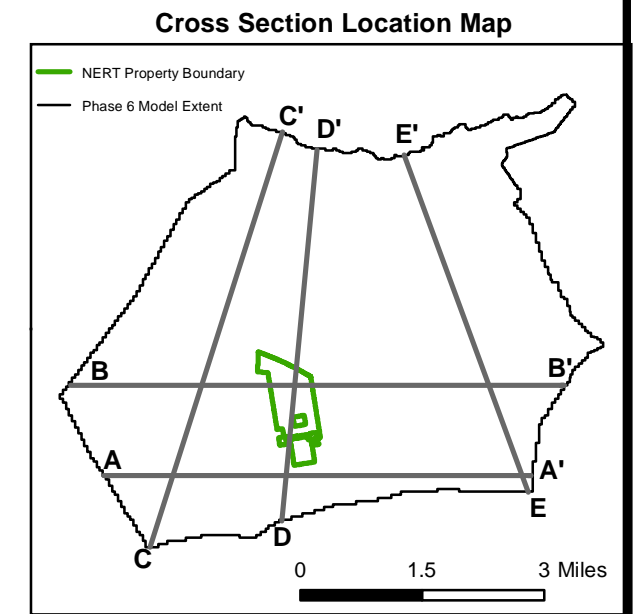 Cross Section Location Map
NERT Property Boundary
Phase 6 Model Extent
C' D' E'
B B'
A A'
E
D
C
0 1.5 3 Miles